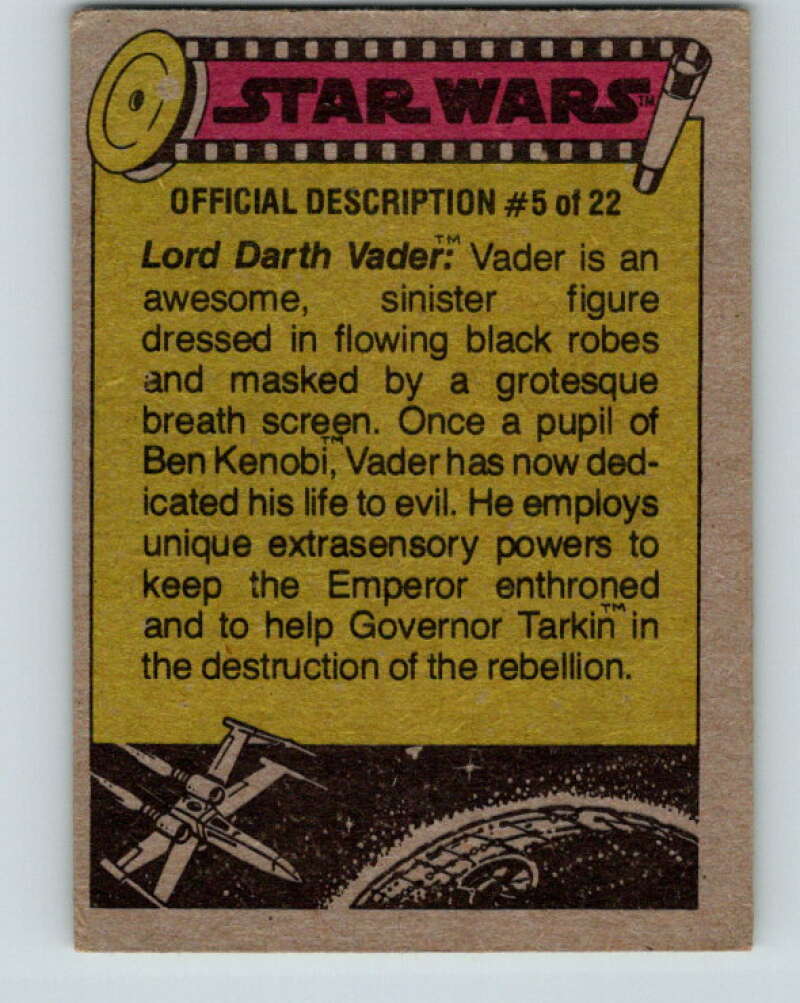 STAR WARS™
OFFICIAL DESCRIPTION #5 of 22
Lord Darth Vader:™ Vader is an
awesome, sinister figure
dressed in flowing black robes
and masked by a grotesque
breath screen. Once a pupil of
Ben Kenobi,™ Vader has now ded-
icated his life to evil. He employs
unique extrasensory powers to
keep the Emperor enthroned
and to help Governor Tarkin™ in
the destruction of the rebellion.